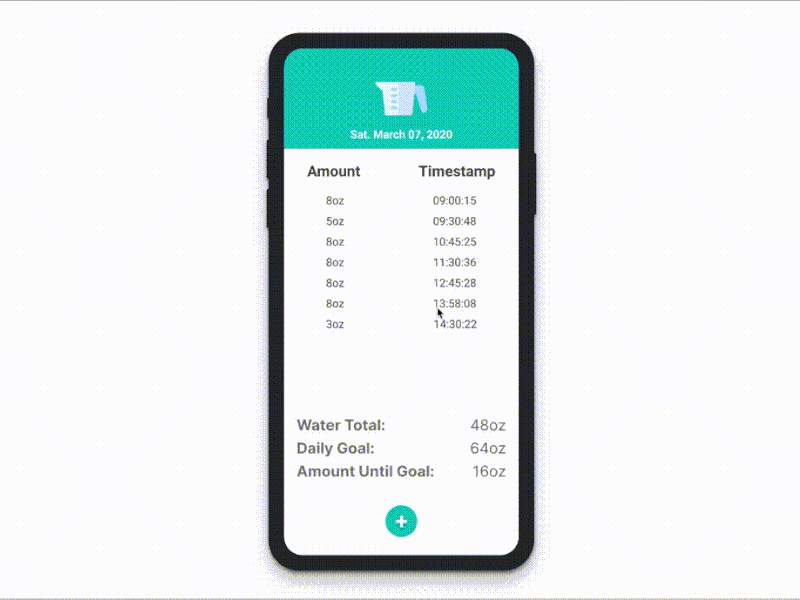 Sat. March 07, 2020
Amount Timestamp
8oz 09:00:15
5oz 09:30:48
8oz 10:45:25
8oz 11:30:36
8oz 12:45:28
8oz 13:58:08
3oz 14:30:22
Water Total: 48oz
Daily Goal: 64oz
Amount Until Goal: 16oz
+